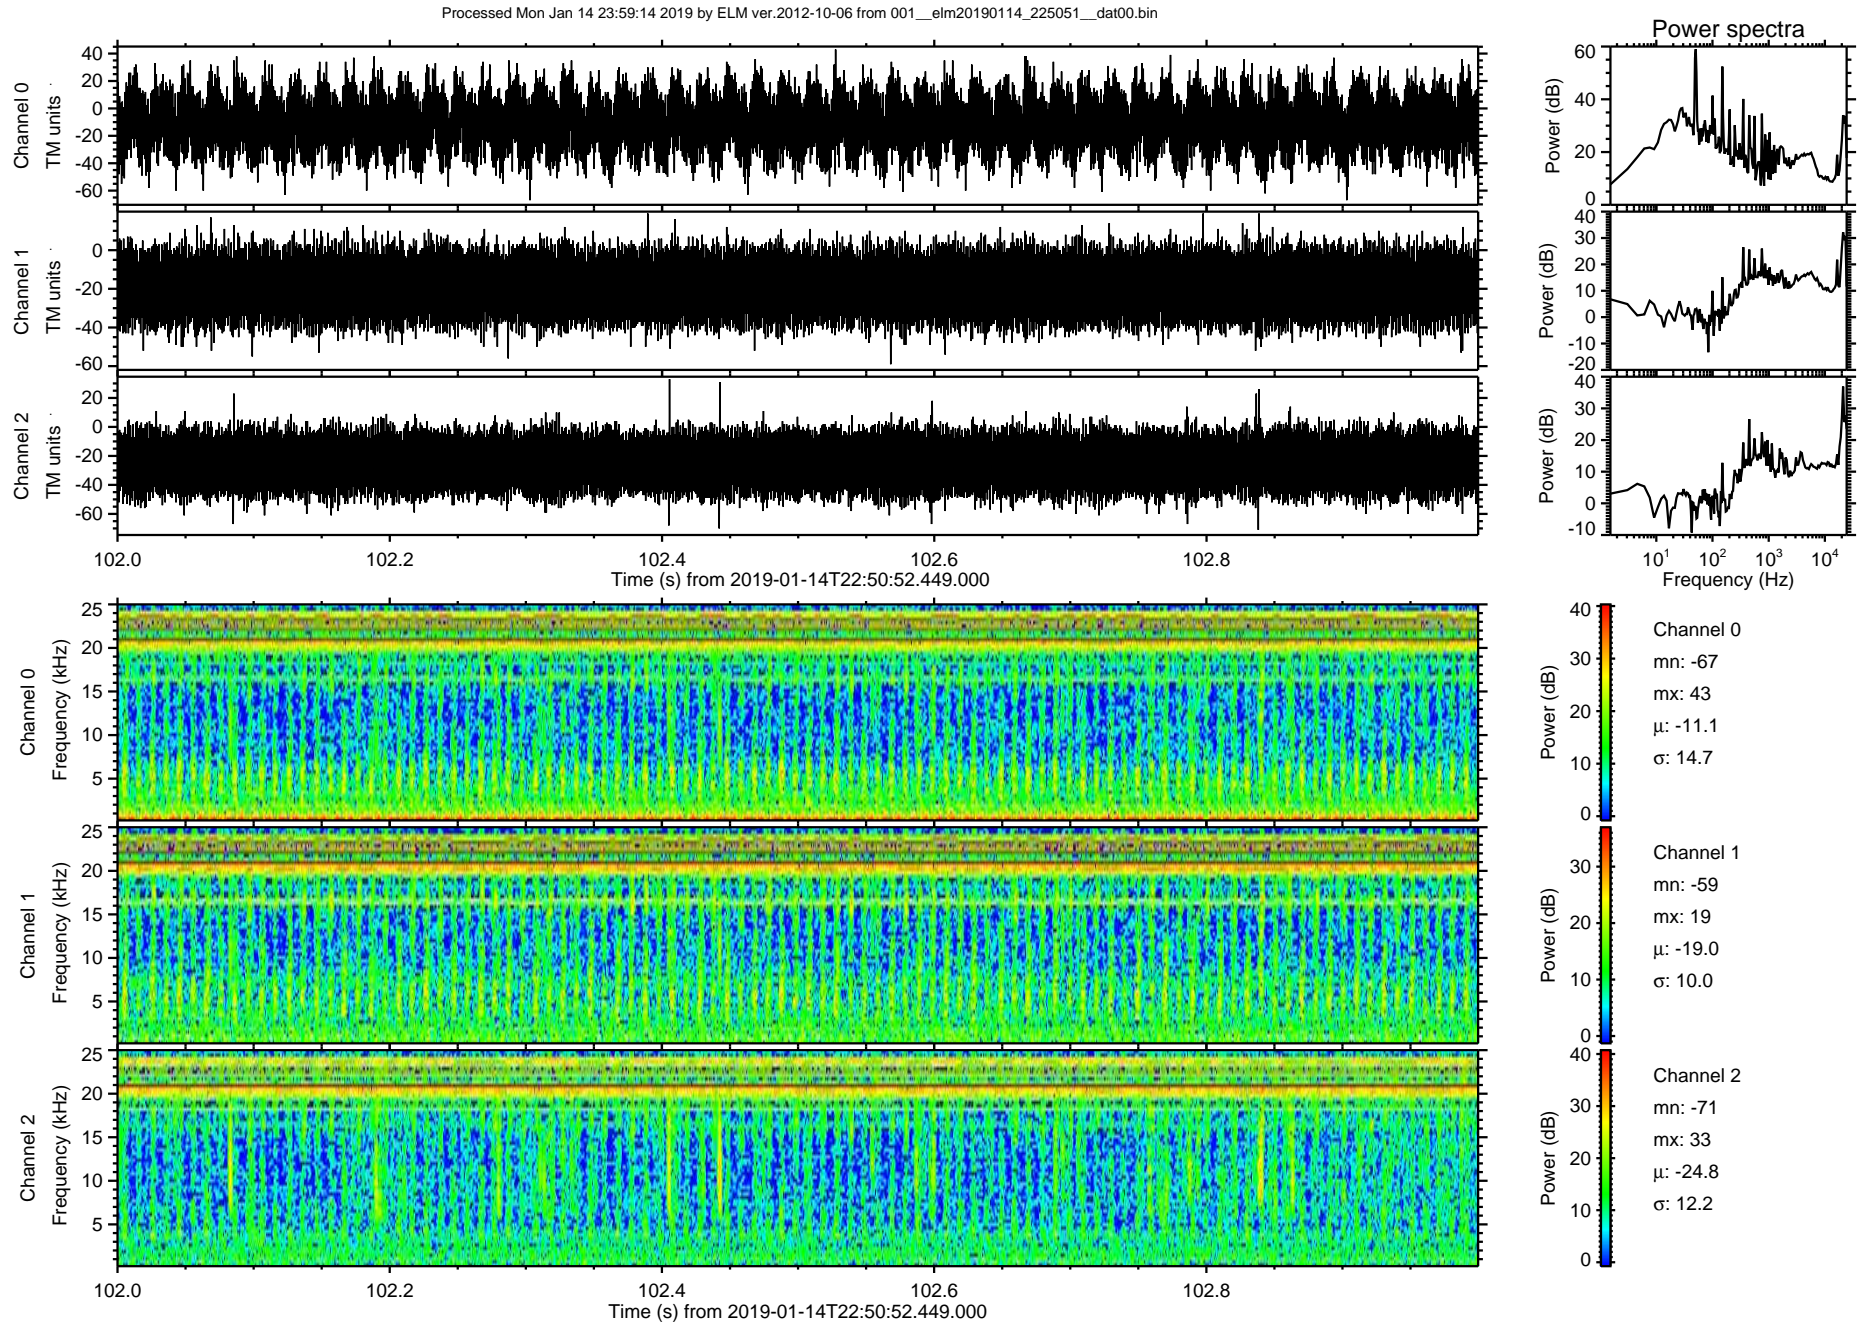 Processed Mon Jan 14 23:59:14 2019 by ELM ver.2012-10-06 from 001__elm20190114_225051__dat00.bin
Power spectra
Channel 0
TM units
40
20
0
-20
-40
-60
Power (dB)
60
40
20
0
Channel 1
TM units
0
-20
-40
-60
Power (dB)
40
30
20
10
0
-10
-20
Channel 2
TM units
20
0
-20
-40
-60
Power (dB)
40
30
20
10
0
-10
102.0 102.2 102.4 102.6 102.8
Time (s) from 2019-01-14T22:50:52.449.000
10¹ 10² 10³ 10⁴
Frequency (Hz)
Channel 0
Frequency (kHz)
25
20
15
10
5
Power (dB)
40
30
20
10
0
Channel 0
mn: -67
mx: 43
μ: -11.1
σ: 14.7
Channel 1
Frequency (kHz)
25
20
15
10
5
Power (dB)
30
20
10
0
Channel 1
mn: -59
mx: 19
μ: -19.0
σ: 10.0
Channel 2
Frequency (kHz)
25
20
15
10
5
Power (dB)
40
30
20
10
0
Channel 2
mn: -71
mx: 33
μ: -24.8
σ: 12.2
102.0 102.2 102.4 102.6 102.8
Time (s) from 2019-01-14T22:50:52.449.000